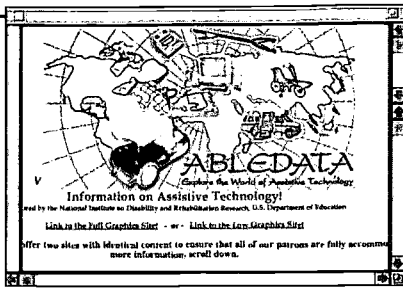 ABLEDATA
Explore the World of Assistive Technology
Information on Assistive Technology!
ored by the National Institute on Disability and Rehabilitation Research, U.S. Department of Education
Link to the Full Graphics Site! - or - Link to the Low Graphics Site!
offer two sites with identical content to ensure that all of our patrons are fully accommo
more information, scroll down.